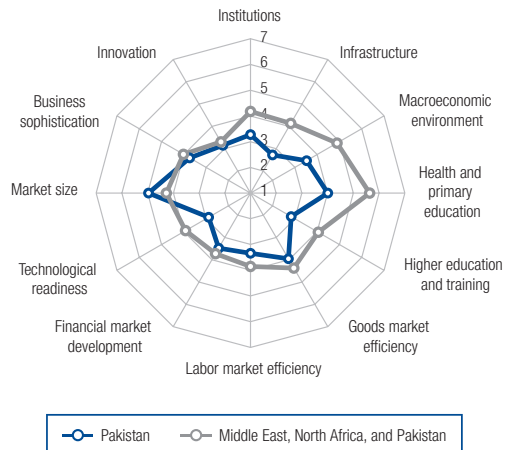 Institutions
7
6
5
4
3
2
1
Infrastructure
Macroeconomic
environment
Health and
primary
education
Higher education
and training
Goods market
efficiency
Labor market efficiency
Financial market
development
Technological
readiness
Market size
Business
sophistication
Innovation
Pakistan
Middle East, North Africa, and Pakistan